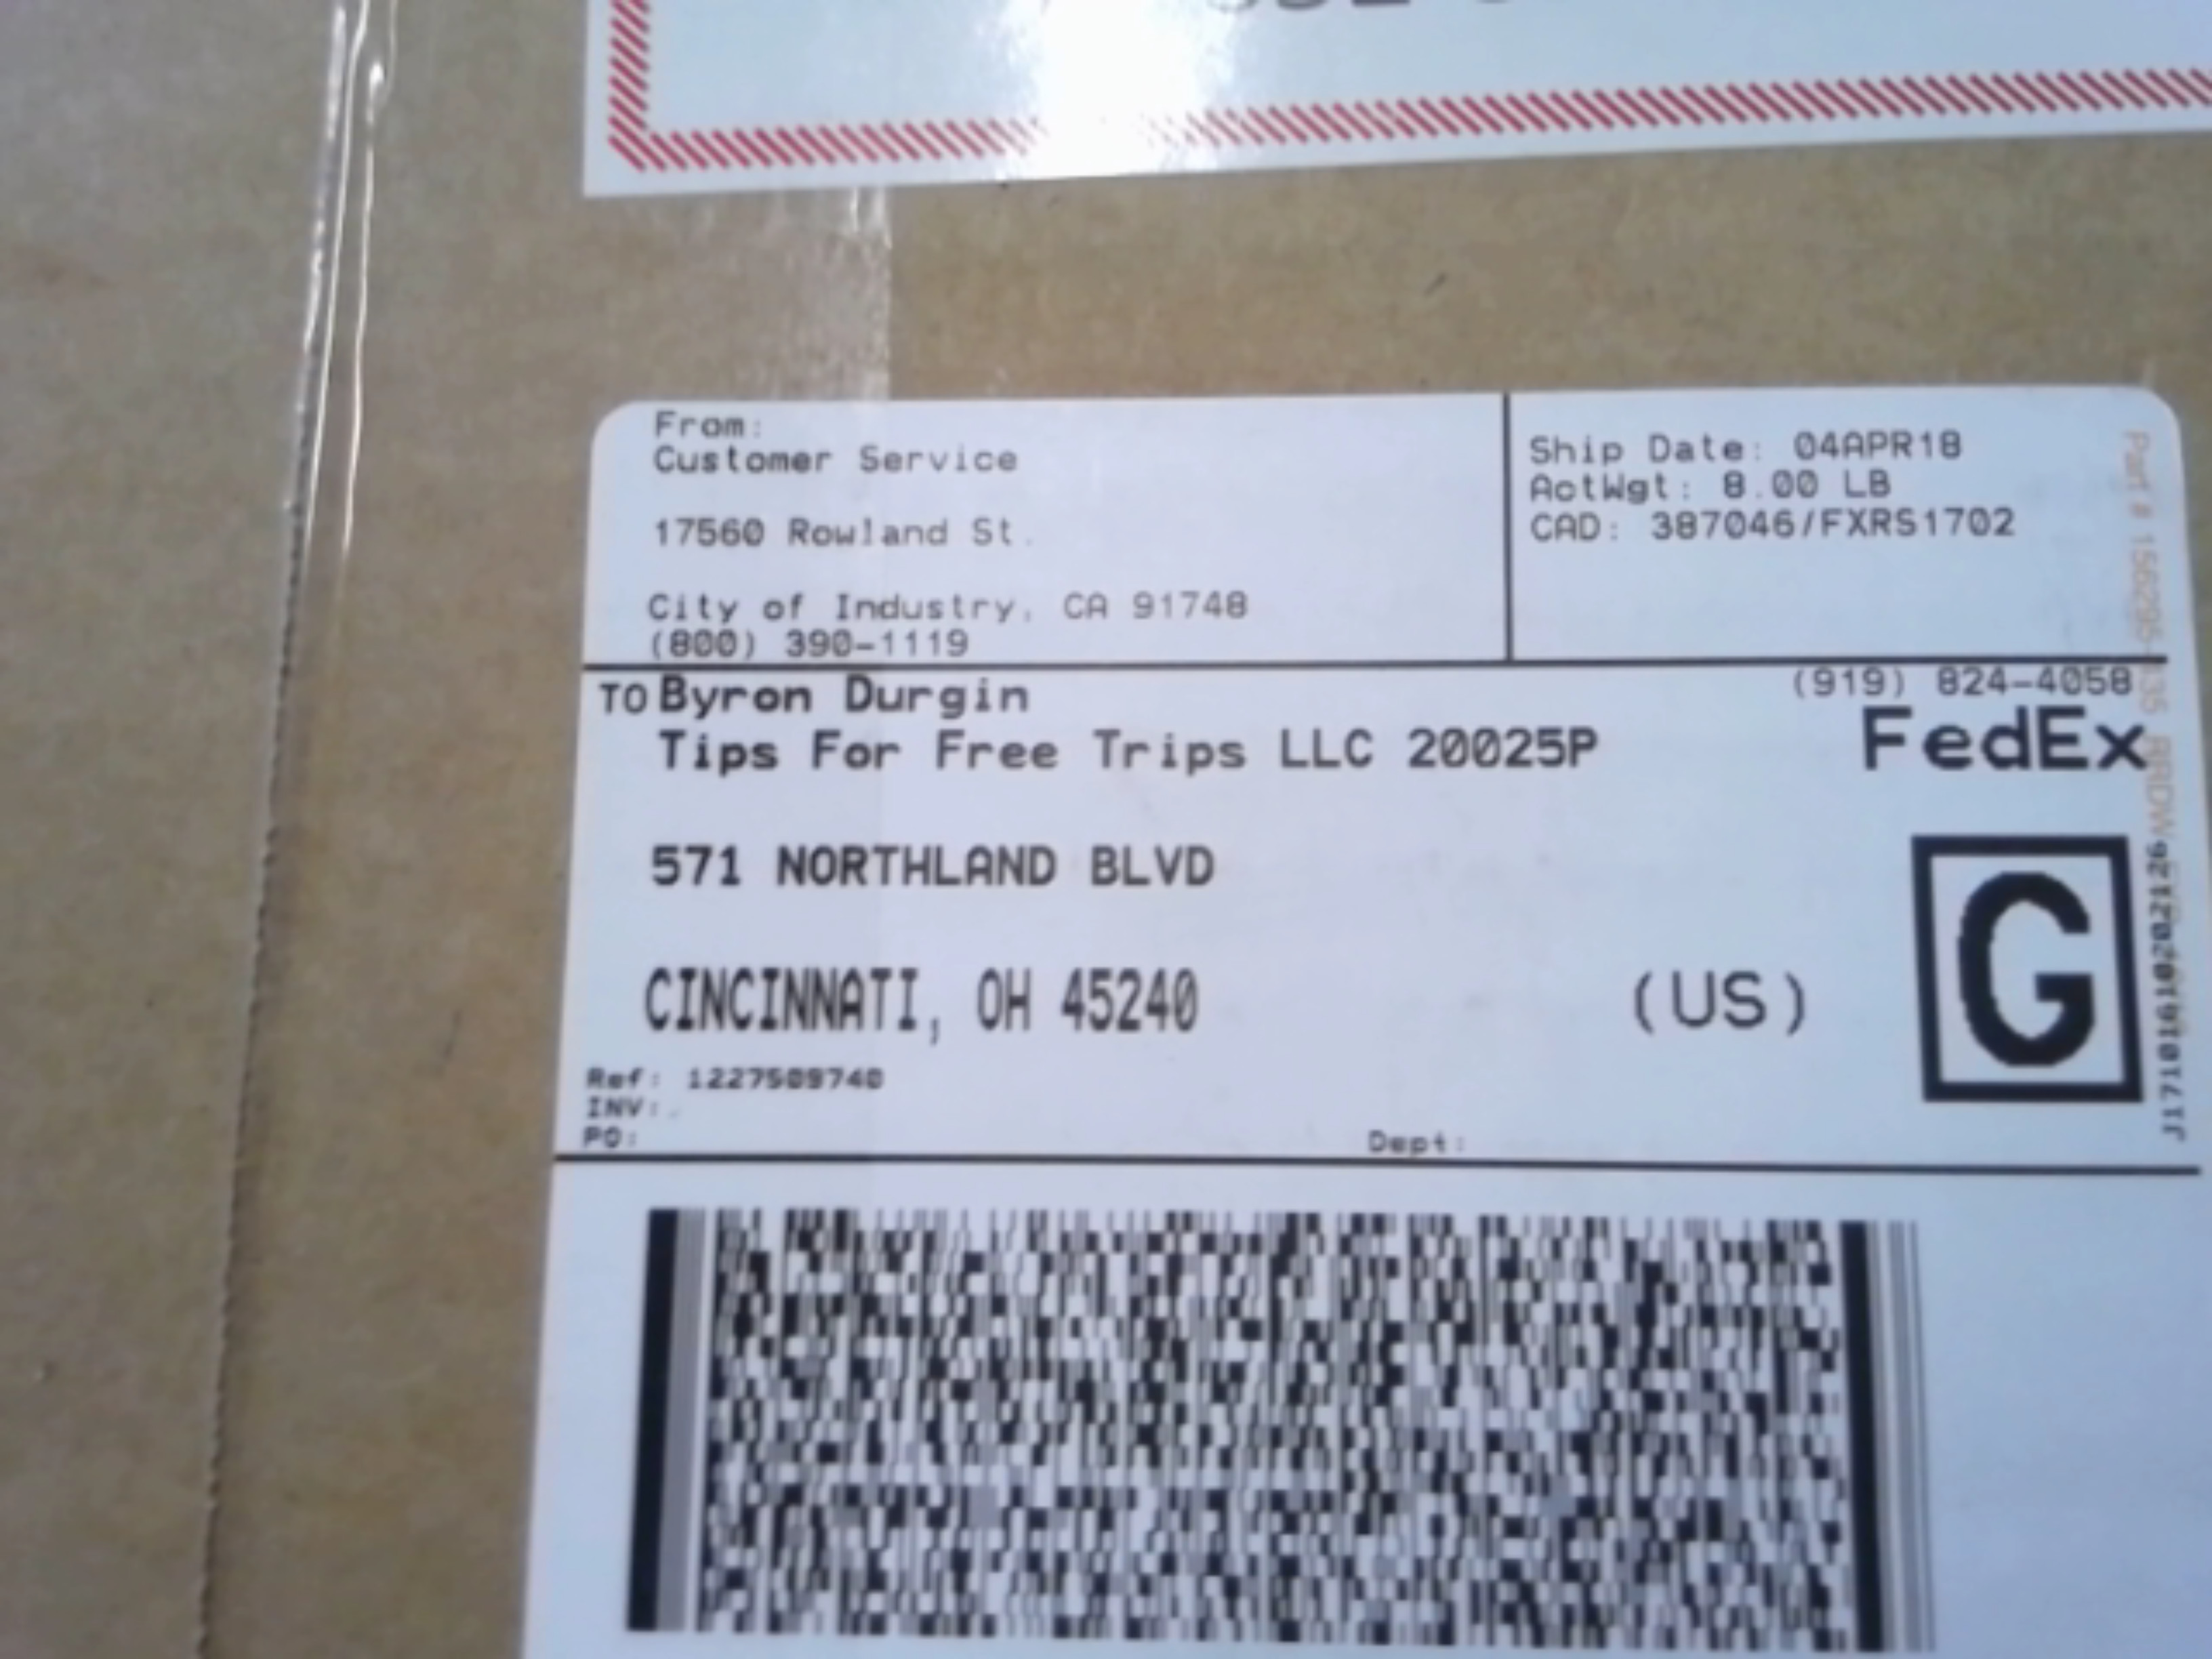 From:
Customer Service
17560 Rowland St.
City of Industry, CA 91748
(800) 390-1119
Ship Date: 04APR18
ActWgt: 8.00 LB
CAD: 387046/FXRS1702
TO Byron Durgin
(919) 824-4058
Tips For Free Trips LLC 20025P
FedEx
571 NORTHLAND BLVD
G
CINCINNATI, OH 45240
(US)
Ref: 1227509740
INV:
PO:
Dept:
J17101610202126
Part #